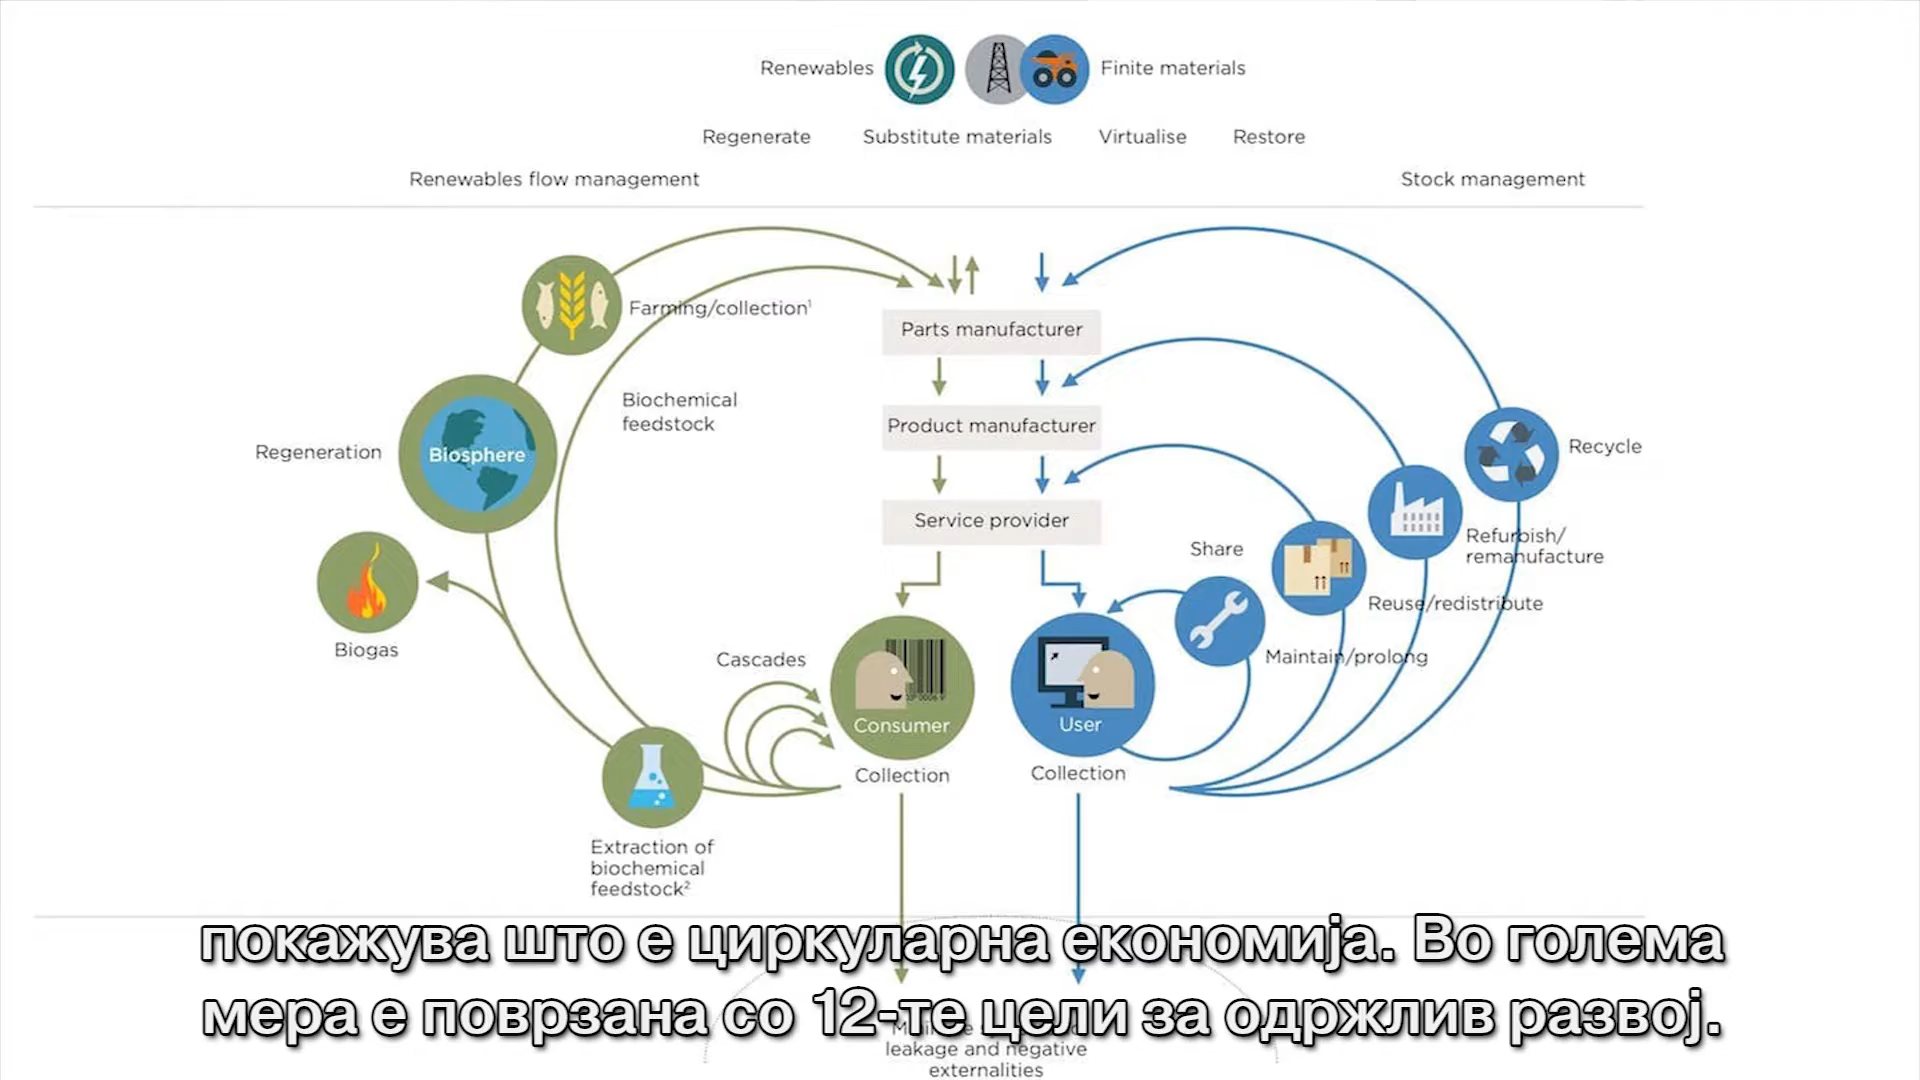 Renewables
Finite materials
Regenerate
Substitute materials
Virtualise
Restore
Renewables flow management
Stock management
Farming/collection¹
Parts manufacturer
Biochemical
feedstock
Product manufacturer
Regeneration
Biosphere
Recycle
Service provider
Refurbish/
remanufacture
Share
Reuse/redistribute
Biogas
Cascades
Maintain/prolong
Consumer
User
Collection
Collection
Extraction of
biochemical
feedstock²
покажува што е циркуларна економија. Во голема
мера е поврзана со 12-те цели за одржлив развој.
leakage and negative
externalities